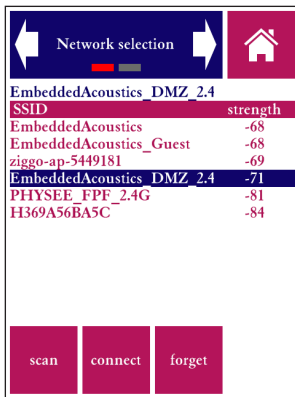 Network selection
EmbeddedAcoustics_DMZ_2.4
SSID strength
EmbeddedAcoustics -68
EmbeddedAcoustics_Guest -68
ziggo-ap-5449181 -69
EmbeddedAcoustics_DMZ_2.4 -71
PHYSEE_FPF_2.4G -81
H369A56BA5C -84
scan connect forget